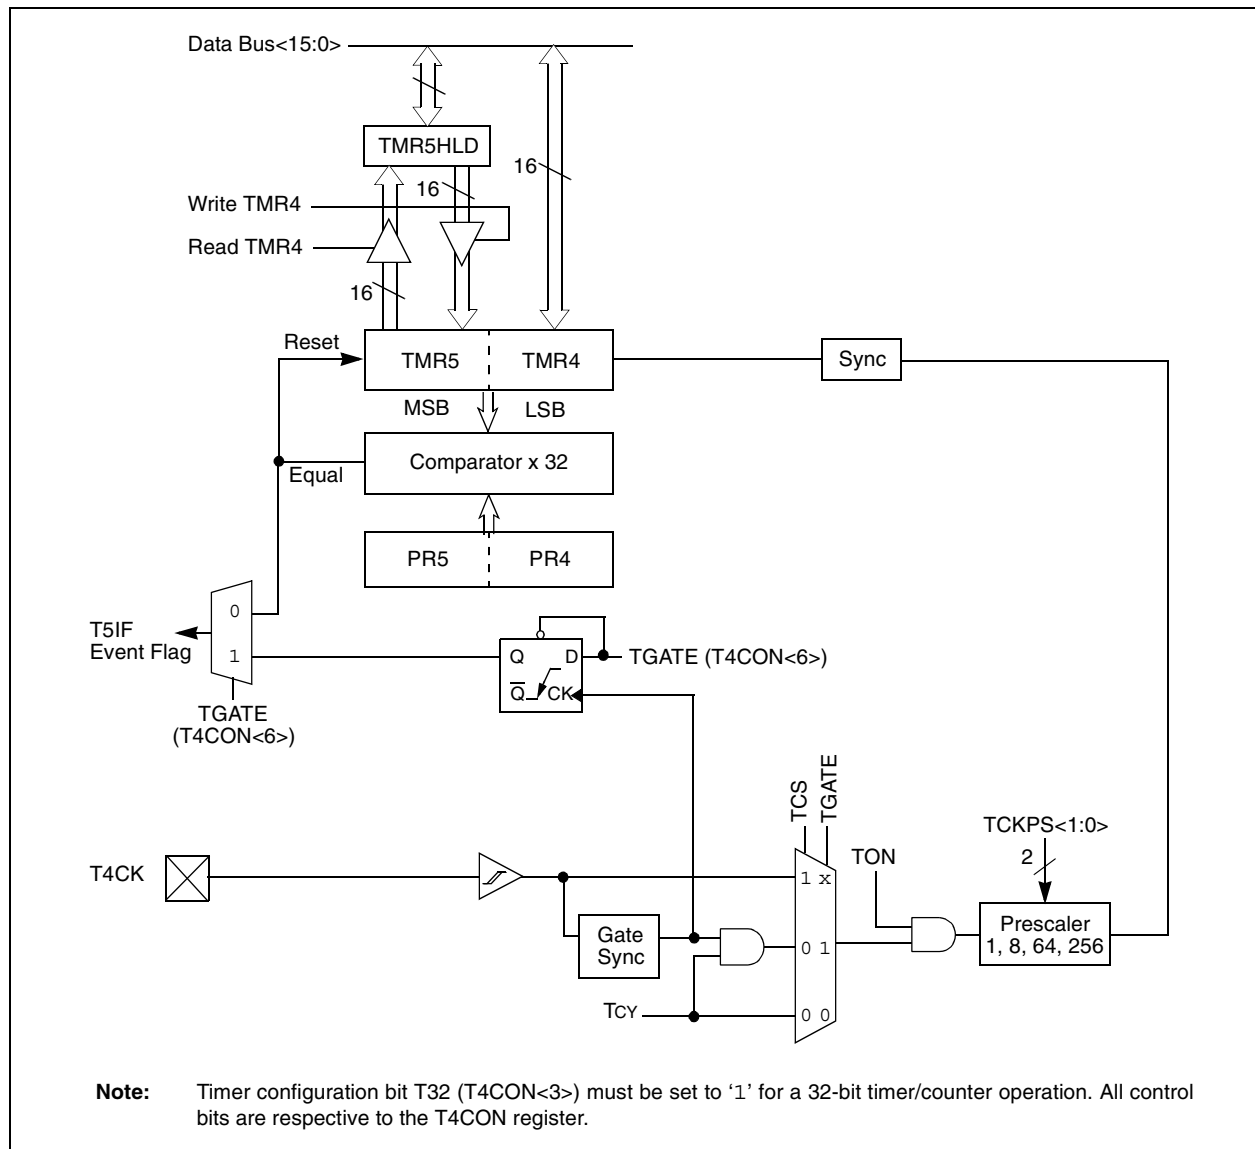 Data Bus<15:0>
TMR5HLD
16
16
Write TMR4
Read TMR4
16
Reset
TMR5 TMR4
Sync
MSB LSB
Comparator x 32
Equal
PR5 PR4
0
T5IF
Event Flag
1
Q D
TGATE (T4CON<6>)
Q CK
TGATE
(T4CON<6>)
TCS
TGATE
TCKPS<1:0>
TON
2
T4CK
1 x
Gate
Sync
0 1
Prescaler
1, 8, 64, 256
TCY
0 0
Note: Timer configuration bit T32 (T4CON<3>) must be set to ‘1’ for a 32-bit timer/counter operation. All control
bits are respective to the T4CON register.